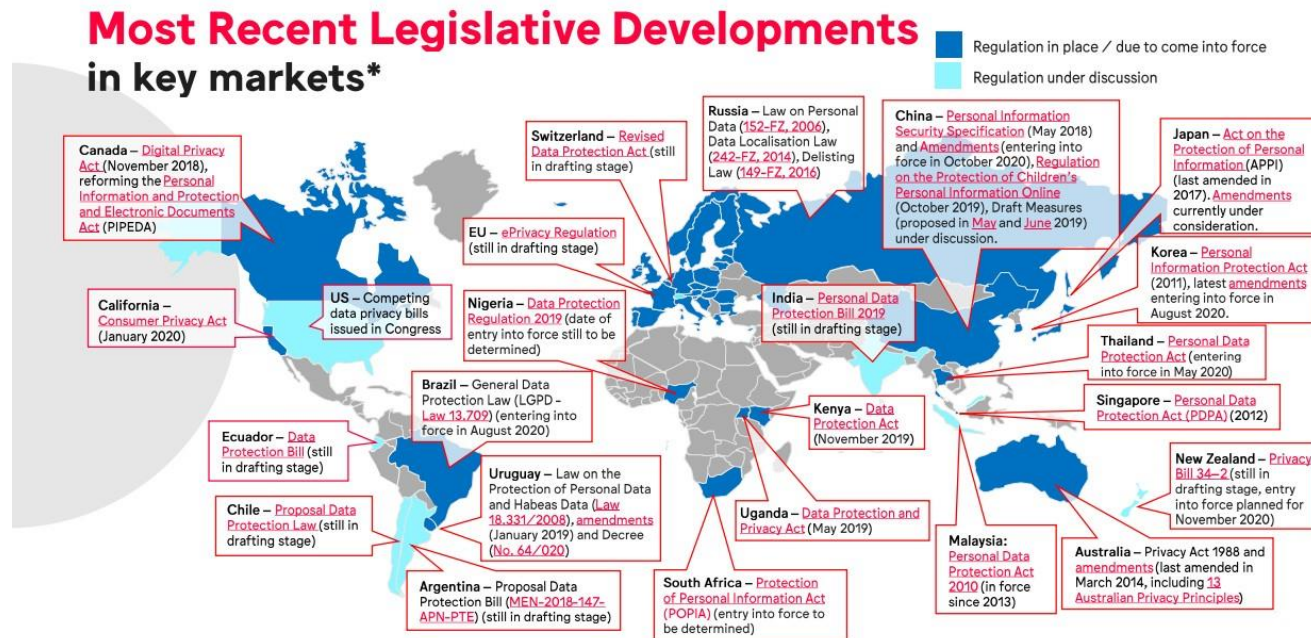 Most Recent Legislative Developments
in key markets*
Regulation in place / due to come into force
Regulation under discussion
Canada – Digital Privacy
Act (November 2018),
reforming the Personal
Information and Protection
and Electronic Documents
Act (PIPEDA)
California –
Consumer Privacy Act
(January 2020)
US – Competing
data privacy bills
issued in Congress
Switzerland – Revised
Data Protection Act (still
in drafting stage)
EU – ePrivacy Regulation
(still in drafting stage)
Nigeria – Data Protection
Regulation 2019 (date of
entry into force still to be
determined)
Brazil – General Data
Protection Law (LGPD -
Law 13.709) (entering into
force in August 2020)
Ecuador – Data
Protection Bill (still
in drafting stage)
Uruguay – Law on the
Protection of Personal Data
and Habeas Data (Law
18.331/2008), amendments
(January 2019) and Decree
(No. 64/020)
Chile – Proposal Data
Protection Law (still in
drafting stage)
Argentina – Proposal Data
Protection Bill (MEN-2018-147-
APN-PTE) (still in drafting stage)
Russia – Law on Personal
Data (152-FZ, 2006),
Data Localisation Law
(242-FZ, 2014), Delisting
Law (149-FZ, 2016)
China – Personal Information
Security Specification (May 2018)
and Amendments (entering into
force in October 2020), Regulation
on the Protection of Children's
Personal Information Online
(October 2019), Draft Measures
(proposed in May and June 2019)
under discussion.
Japan – Act on the
Protection of Personal
Information (APPI)
(last amended in
2017). Amendments
currently under
consideration.
Korea – Personal
Information Protection Act
(2011), latest amendments
entering into force in
August 2020.
India – Personal Data
Protection Bill 2019
(still in drafting stage)
Thailand – Personal Data
Protection Act (entering
into force in May 2020)
Singapore – Personal Data
Protection Act (PDPA) (2012)
Kenya – Data
Protection Act
(November 2019)
Uganda – Data Protection and
Privacy Act (May 2019)
South Africa – Protection
of Personal Information Act
(POPIA) (entry into force to
be determined)
Malaysia:
Personal Data
Protection Act
2010 (in force
since 2013)
New Zealand – Privacy
Bill 34–2 (still in
drafting stage, entry
into force planned for
November 2020)
Australia – Privacy Act 1988 and
amendments (last amended in
March 2014, including 13
Australian Privacy Principles)